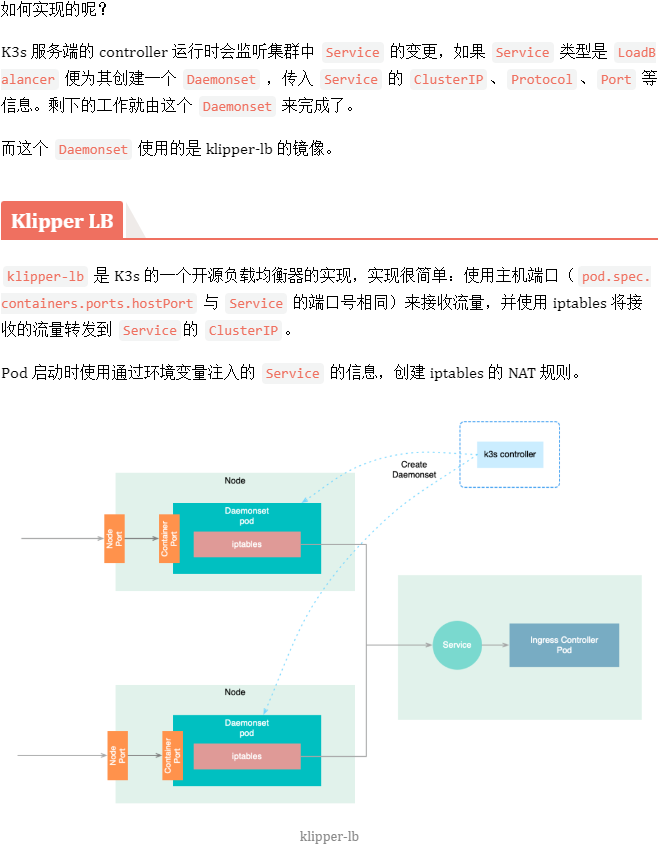 如何实现的呢？
K3s 服务端的 controller 运行时会监听集群中 Service 的变更，如果 Service 类型是 LoadB
alancer 便为其创建一个 Daemonset ，传入 Service 的 ClusterIP 、 Protocol 、 Port 等
信息。剩下的工作就由这个 Daemonset 来完成了。
而这个 Daemonset 使用的是 klipper-lb 的镜像。
Klipper LB
klipper-lb 是 K3s 的一个开源负载均衡器的实现，实现很简单：使用主机端口（ pod.spec.
containers.ports.hostPort 与 Service 的端口号相同）来接收流量，并使用 iptables 将接
收的流量转发到 Service 的 ClusterIP 。
Pod 启动时使用通过环境变量注入的 Service 的信息，创建 iptables 的 NAT 规则。
k3s controller
Create
Daemonset
Node
Daemonset
pod
iptables
Node
Port
Container
Port
Service
Ingress Controller
Pod
Node
Daemonset
pod
iptables
Node
Port
Container
Port
klipper-lb